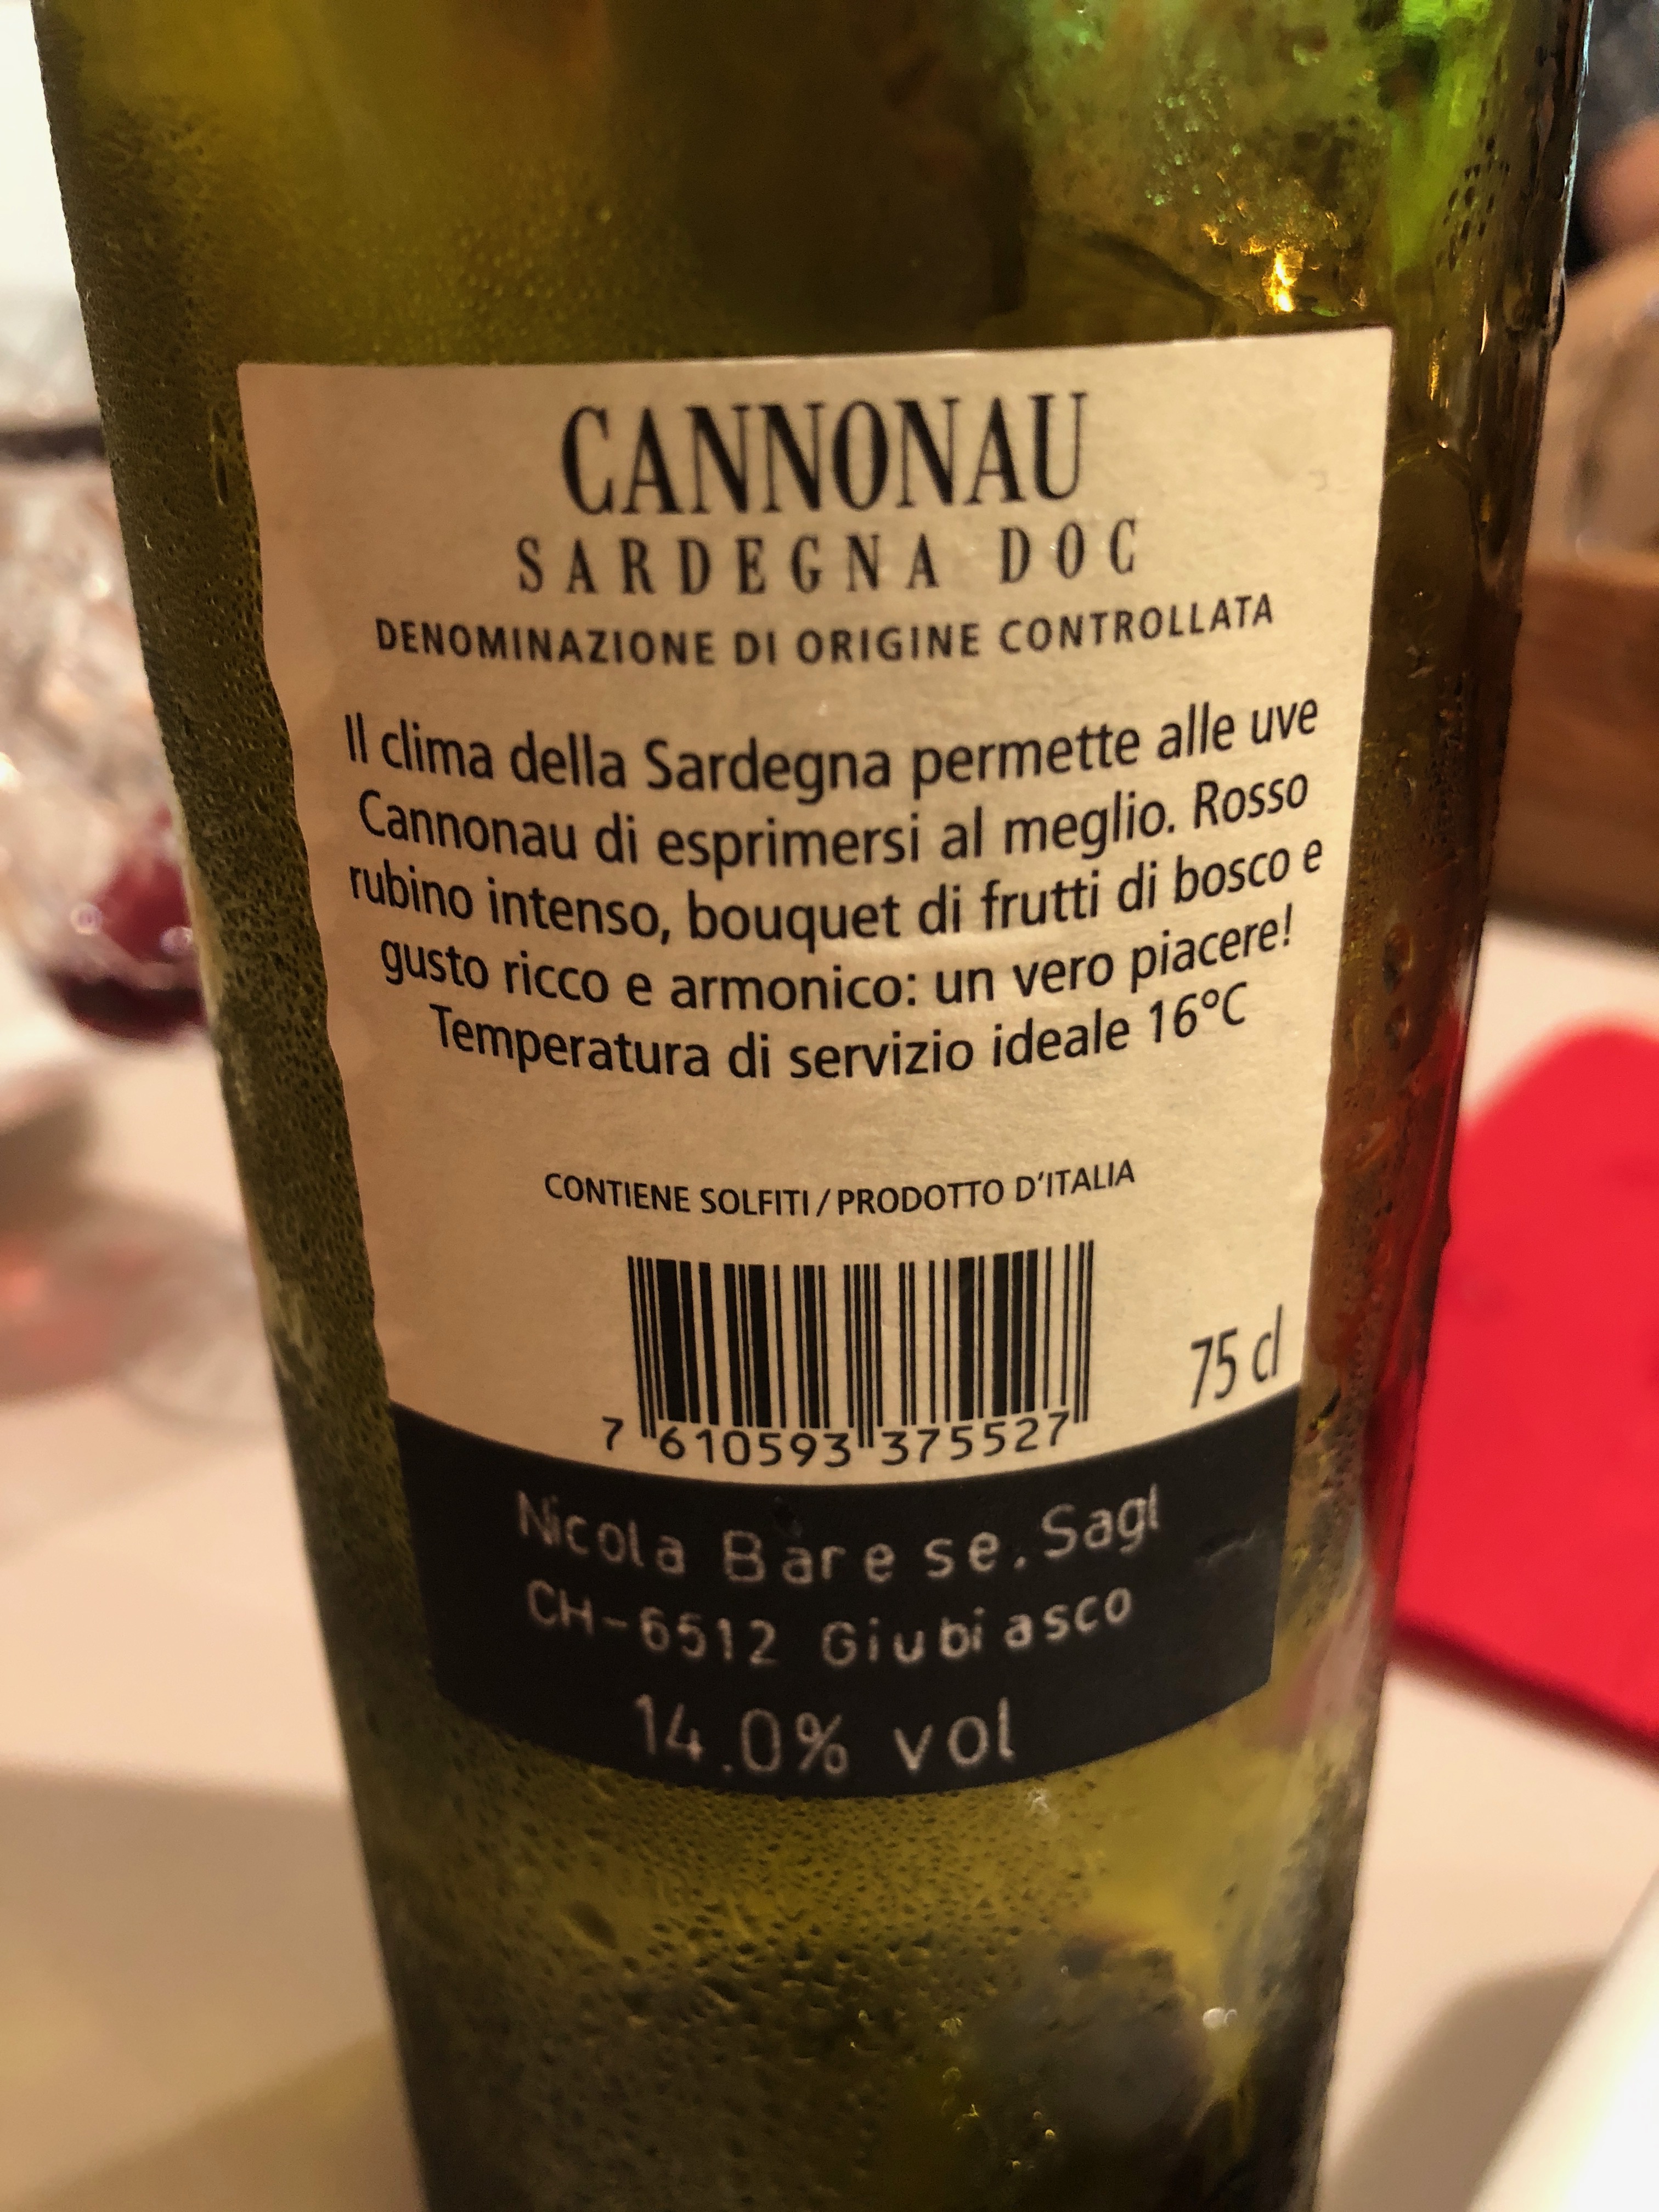 CANNONAU
SARDEGNA DOC
DENOMINAZIONE DI ORIGINE CONTROLLATA
Il clima della Sardegna permette alle uve
Cannonau di esprimersi al meglio. Rosso
rubino intenso, bouquet di frutti di bosco e
gusto ricco e armonico: un vero piacere!
Temperatura di servizio ideale 16°C
CONTIENE SOLFITI / PRODOTTO D'ITALIA
75 cl
7 610593 375527
Nicola Barese.Sagl
CH-6512 Giubiasco
14.0% vol